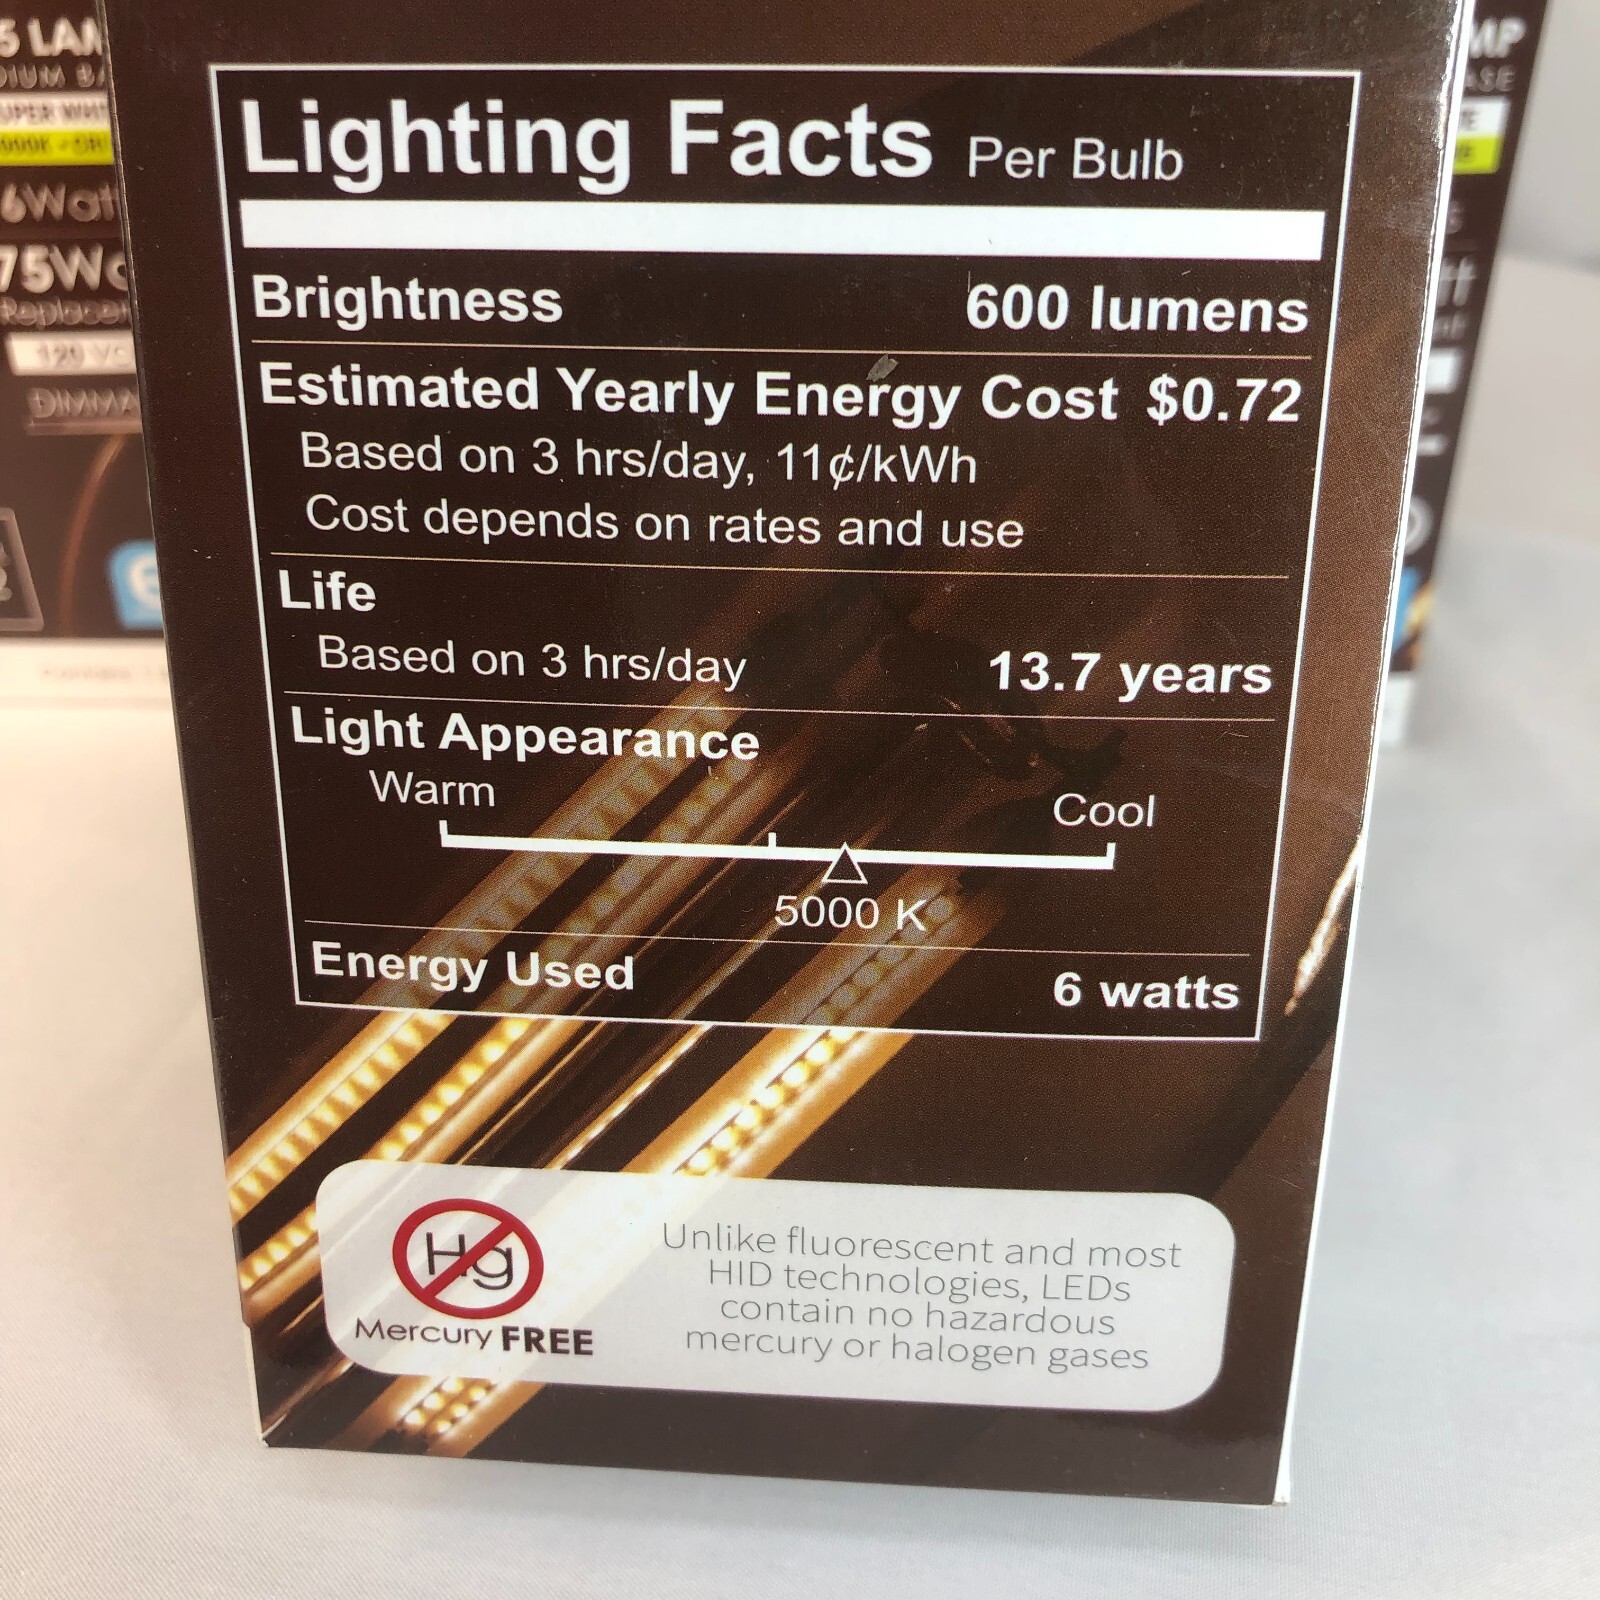 Lighting Facts Per Bulb
Brightness 600 lumens
Estimated Yearly Energy Cost $0.72
Based on 3 hrs/day, 11¢/kWh
Cost depends on rates and use
Life
Based on 3 hrs/day 13.7 years
Light Appearance
Warm Cool
5000 K
Energy Used 6 watts
Hg
Mercury FREE
Unlike fluorescent and most
HID technologies, LEDs
contain no hazardous
mercury or halogen gases